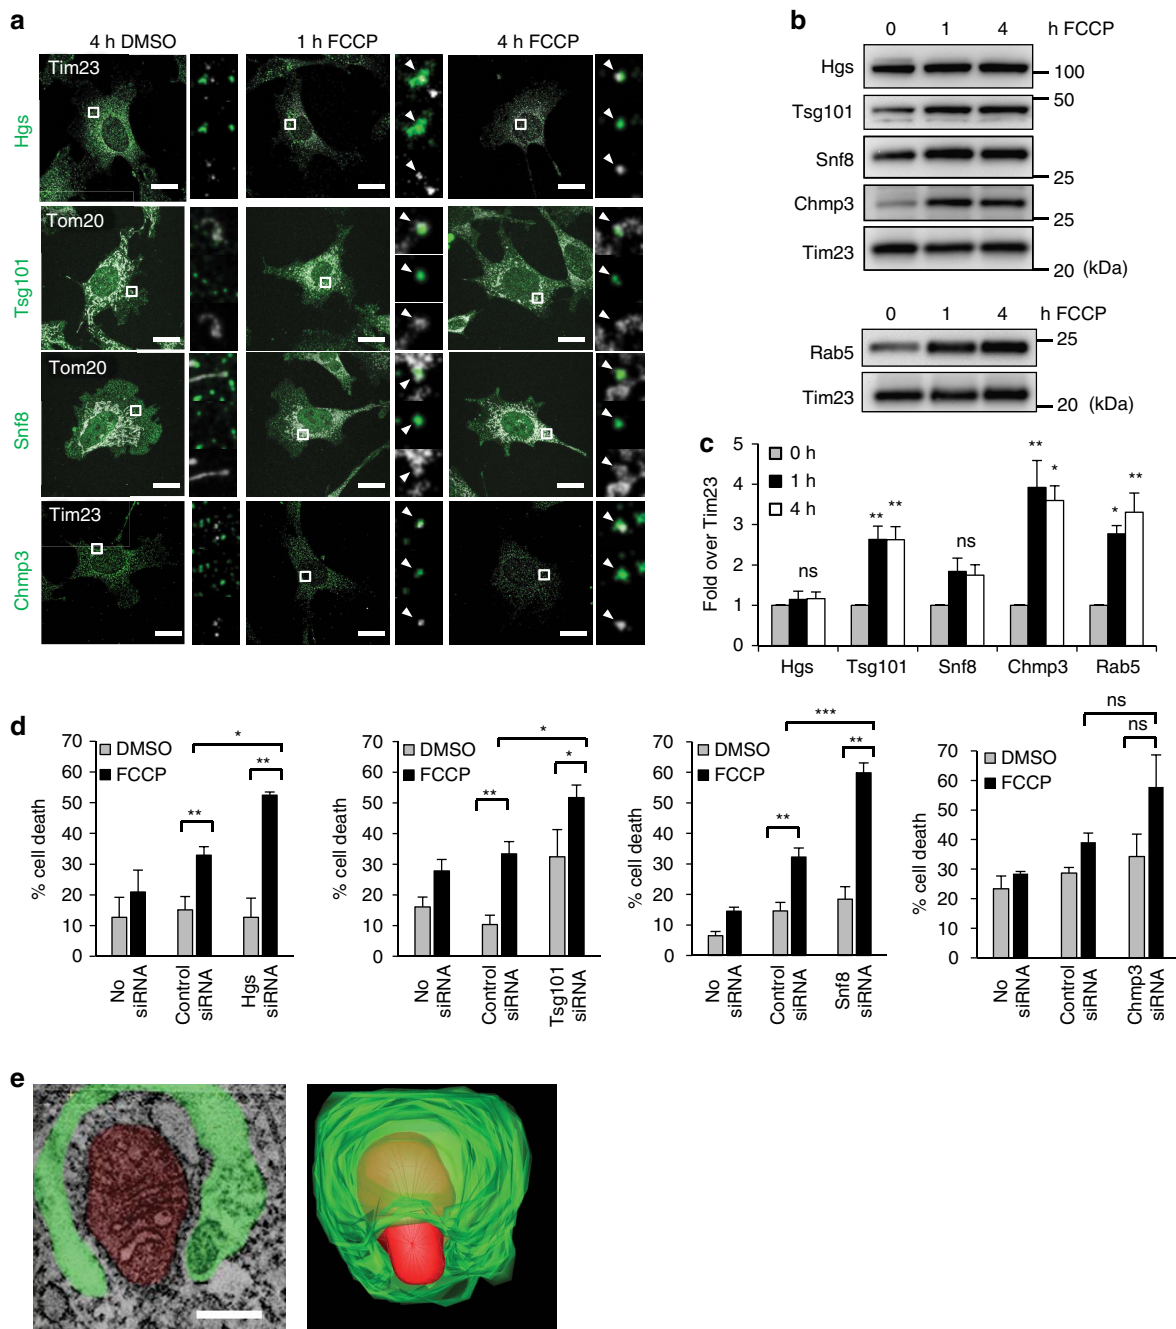 a
4 h DMSO
1 h FCCP
4 h FCCP
Hgs
Tim23
Tsg101
Tom20
Snf8
Tom20
Chmp3
Tim23
b
0 1 4 h FCCP
Hgs
100
50
Tsg101
Snf8
25
Chmp3
25
Tim23
20 (kDa)
0 1 4 h FCCP
25
Rab5
Tim23
20 (kDa)
c
Fold over Tim23
5
4
3
2
1
0
0 h
1 h
4 h
ns
** **
ns
** *
* **
Hgs Tsg101 Snf8 Chmp3 Rab5
d
% cell death
70
60
50
40
30
20
10
0
DMSO
FCCP
*
**
**
No siRNA
Control siRNA
Hgs siRNA
% cell death
70
60
50
40
30
20
10
0
DMSO
FCCP
*
*
**
No siRNA
Control siRNA
Tsg101 siRNA
% cell death
70
60
50
40
30
20
10
0
DMSO
FCCP
***
**
**
No siRNA
Control siRNA
Snf8 siRNA
% cell death
70
60
50
40
30
20
10
0
DMSO
FCCP
ns
ns
No siRNA
Control siRNA
Chmp3 siRNA
e